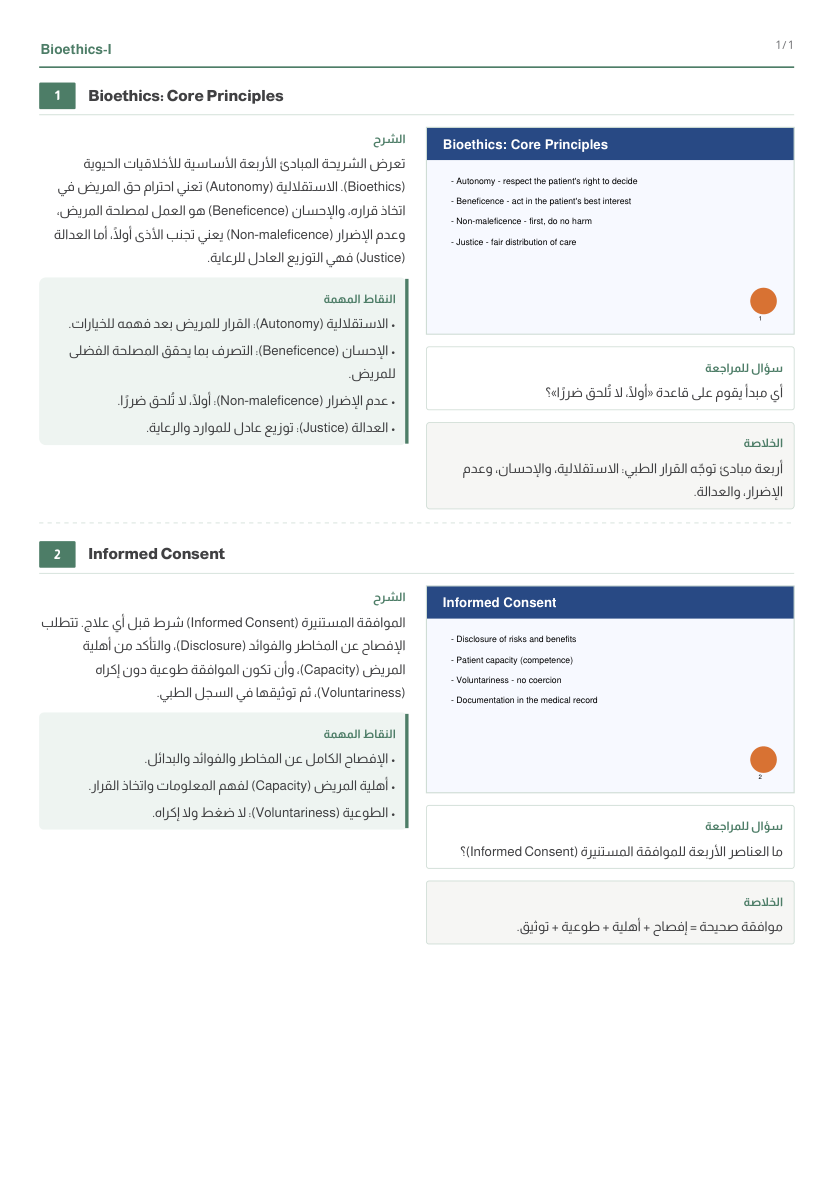 Bioethics-I
1/1
1
Bioethics: Core Principles
الشرح
تعرض الشريحة المبادئ الأربعة الأساسية للأخلاقيات الحيوية
(Bioethics). الاستقلالية (Autonomy) تعني احترام حق المريض في
اتخاذ قراره، والإحسان (Beneficence) هو العمل لمصلحة المريض،
وعدم الإضرار (Non-maleficence) يعني تجنب الأذى أولًا، أما العدالة
(Justice) فهي التوزيع العادل للرعاية.
النقاط المهمة
• الاستقلالية (Autonomy): القرار للمريض بعد فهمه للخيارات.
• الإحسان (Beneficence): التصرف بما يحقق المصلحة الفضلى
للمريض.
• عدم الإضرار (Non-maleficence): أولًا، لا تُلحق ضررًا.
• العدالة (Justice): توزيع عادل للموارد والرعاية.
Bioethics: Core Principles
- Autonomy - respect the patient's right to decide
- Beneficence - act in the patient's best interest
- Non-maleficence - first, do no harm
- Justice - fair distribution of care
1
سؤال للمراجعة
أي مبدأ يقوم على قاعدة «أولًا، لا تُلحق ضررًا»؟
الخلاصة
أربعة مبادئ توجّه القرار الطبي: الاستقلالية، والإحسان، وعدم
الإضرار، والعدالة.
2
Informed Consent
الشرح
الموافقة المستنيرة (Informed Consent) شرط قبل أي علاج. تتطلب
الإفصاح عن المخاطر والفوائد (Disclosure)، والتأكد من أهلية
المريض (Capacity)، وأن تكون الموافقة طوعية دون إكراه
(Voluntariness)، ثم توثيقها في السجل الطبي.
النقاط المهمة
• الإفصاح الكامل عن المخاطر والفوائد والبدائل.
• أهلية المريض (Capacity) لفهم المعلومات واتخاذ القرار.
• الطوعية (Voluntariness): لا ضغط ولا إكراه.
Informed Consent
- Disclosure of risks and benefits
- Patient capacity (competence)
- Voluntariness - no coercion
- Documentation in the medical record
2
سؤال للمراجعة
ما العناصر الأربعة للموافقة المستنيرة (Informed Consent)؟
الخلاصة
موافقة صحيحة = إفصاح + أهلية + طوعية + توثيق.